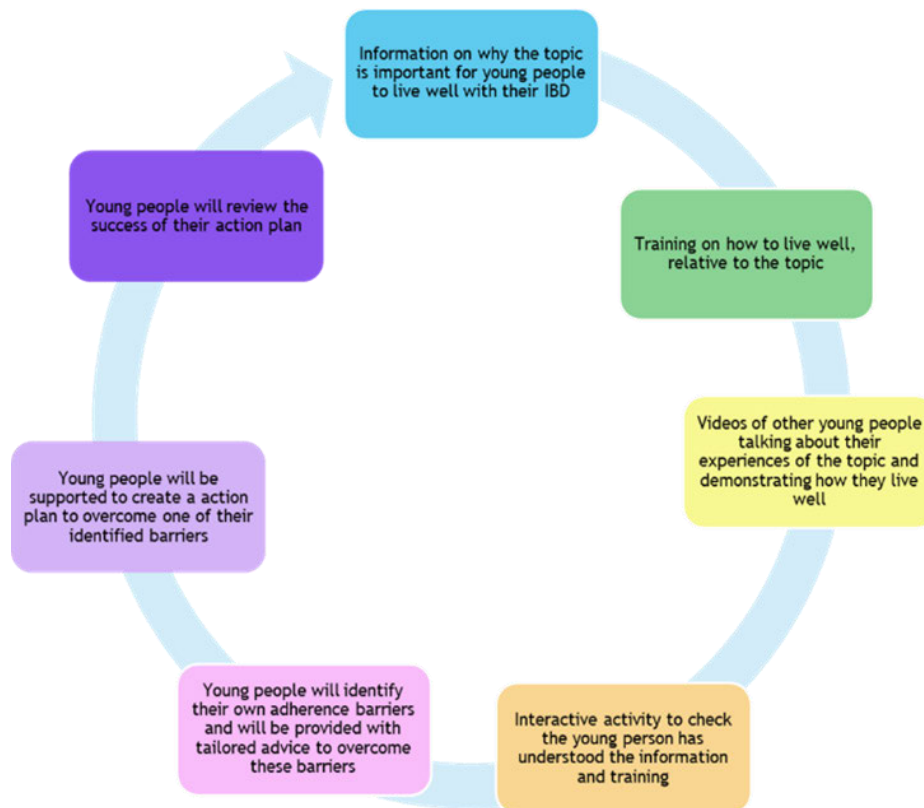 Information on why the topic
is important for young people
to live well with their IBD
Training on how to live well,
relative to the topic
Videos of other young people
talking about their
experiences of the topic and
demonstrating how they live
well
Interactive activity to check
the young person has
understood the information
and training
Young people will identify
their own adherence barriers
and will be provided with
tailored advice to overcome
these barriers
Young people will be
supported to create a action
plan to overcome one of their
identified barriers
Young people will review the
success of their action plan